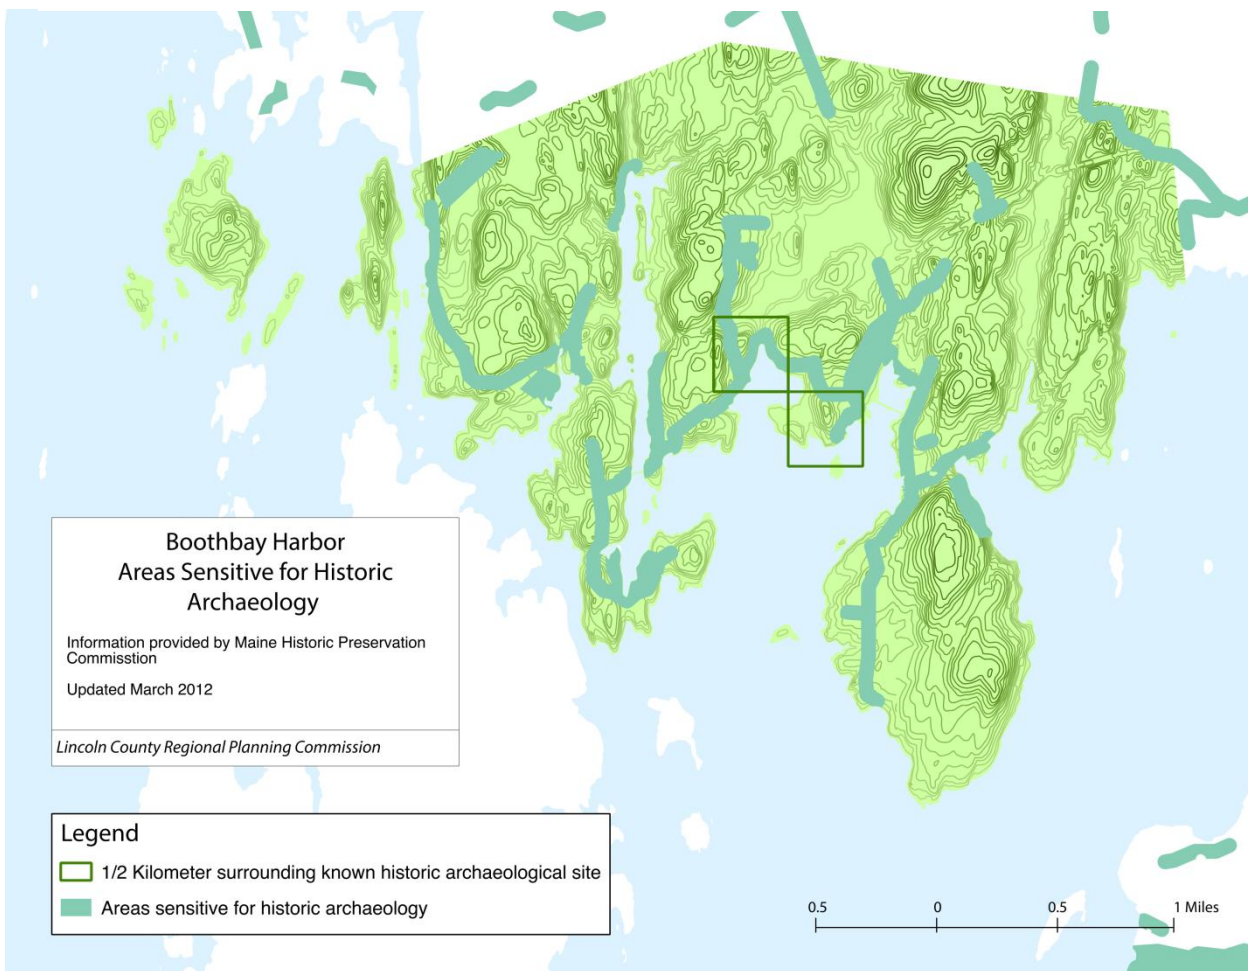 Boothbay Harbor
Areas Sensitive for Historic
Archaeology
Information provided by Maine Historic Preservation
Commisstion
Updated March 2012
Lincoln County Regional Planning Commission
Legend
1/2 Kilometer surrounding known historic archaeological site
Areas sensitive for historic archaeology
0.5 0 0.5 1 Miles